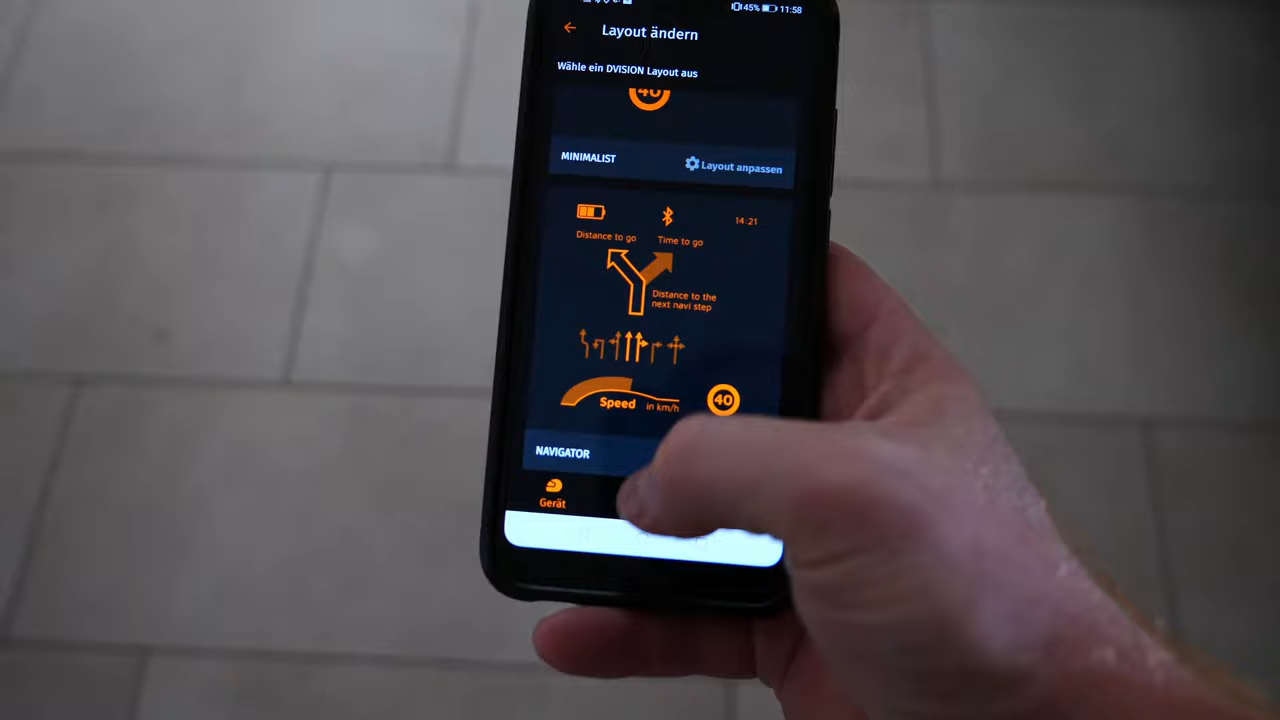 45% 11:58
Layout ändern
Wähle ein DVISION Layout aus
40
MINIMALIST Layout anpassen
14:21
Distance to go Time to go
Distance to the
next navi step
Speed in km/h 40
NAVIGATOR
Gerät